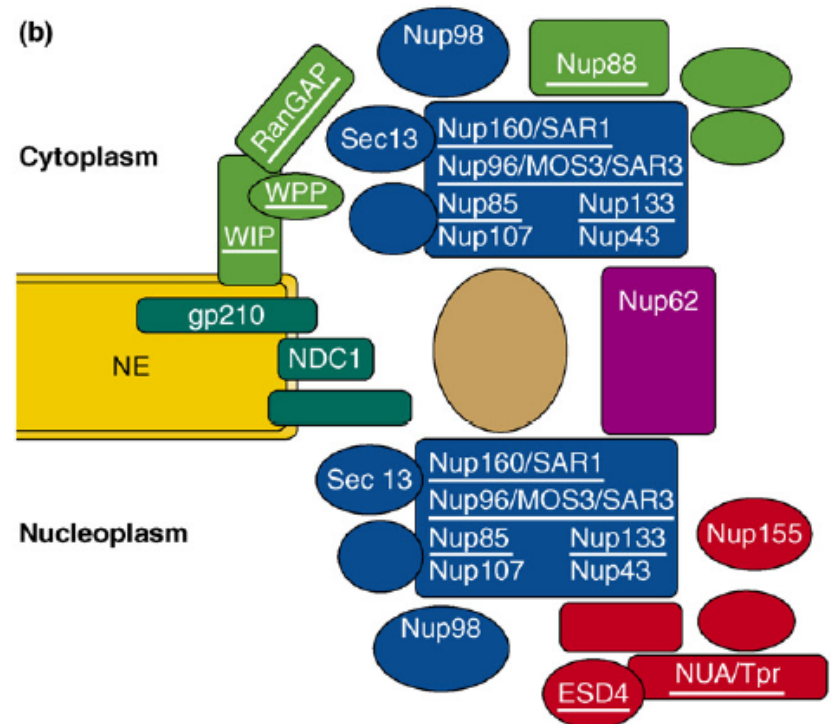 (b)
Nup98
Nup88
RanGAP
Sec13
Nup160/SAR1
Cytoplasm
Nup96/MOS3/SAR3
WPP
Nup85 Nup133
WIP
Nup107 Nup43
gp210
Nup62
NE
NDC1
Sec 13
Nup160/SAR1
Nup96/MOS3/SAR3
Nucleoplasm
Nup85 Nup133
Nup155
Nup107 Nup43
Nup98
NUA/Tpr
ESD4